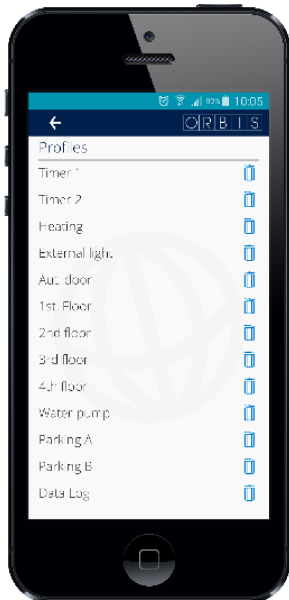 89% 10:05
ORBIS
Profiles
Timer 1
Timer 2
Heating
External light
Aut. door
1st. Floor
2nd floor
3rd floor
4th floor
Water pump
Parking A
Parking B
Data Log